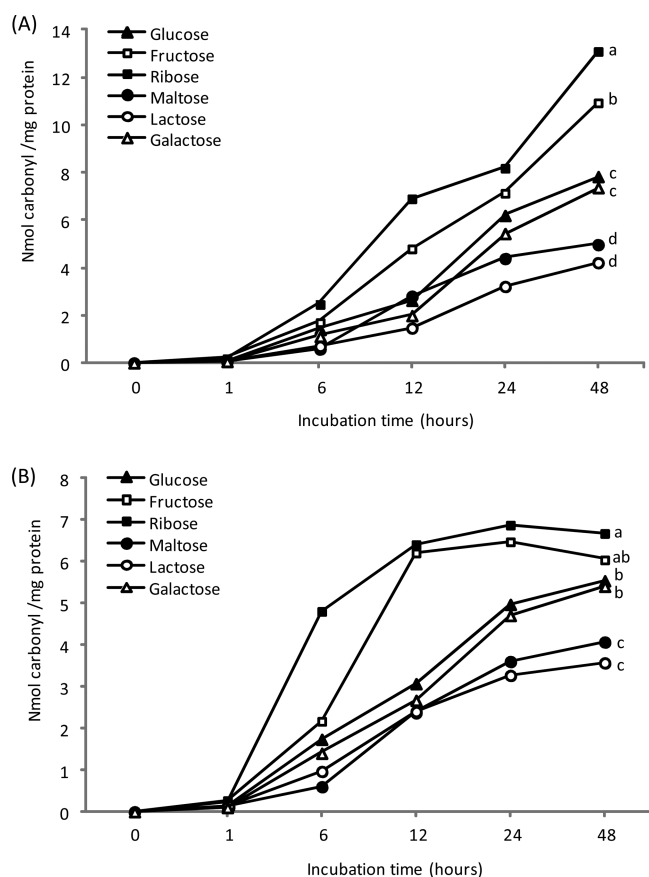 (A)
Nmol carbonyl /mg protein
14
12
10
8
6
4
2
0
Glucose
Fructose
Ribose
Maltose
Lactose
Galactose
a
b
c
c
d
d
0 1 6 12 24 48
Incubation time (hours)
(B)
Nmol carbonyl /mg protein
8
7
6
5
4
3
2
1
0
Glucose
Fructose
Ribose
Maltose
Lactose
Galactose
a
ab
b
b
c
c
0 1 6 12 24 48
Incubation time (hours)